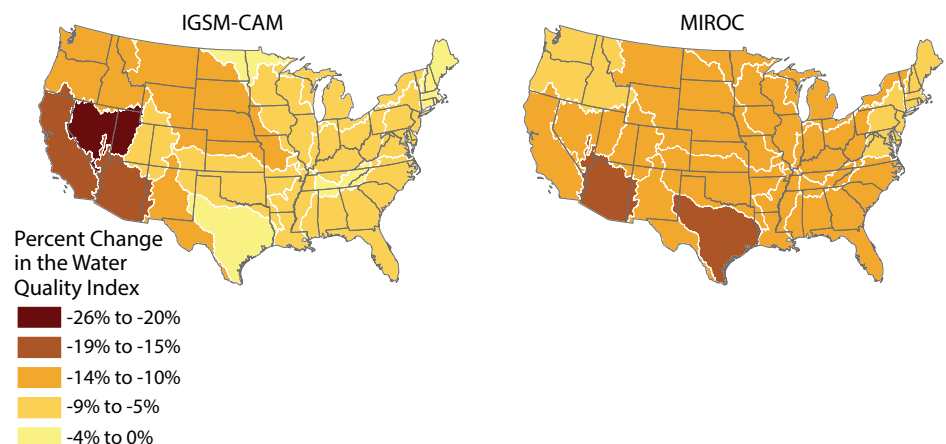 IGSM-CAM
MIROC
Percent Change
in the Water
Quality Index
-26% to -20%
-19% to -15%
-14% to -10%
-9% to -5%
-4% to 0%